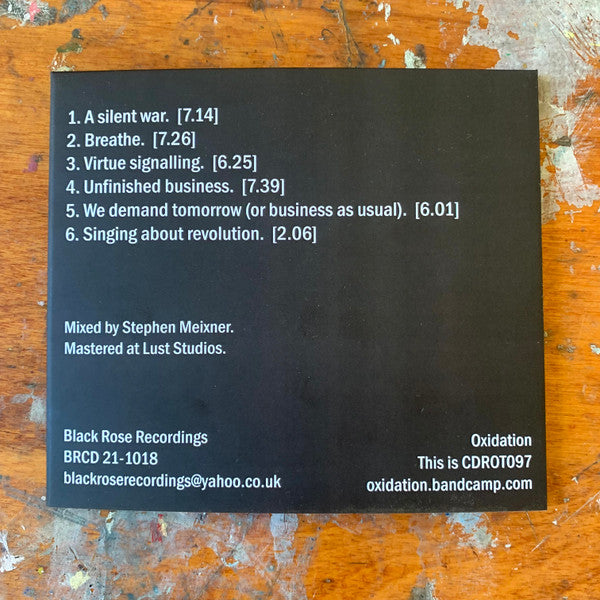 1. A silent war. [7.14]
2. Breathe. [7.26]
3. Virtue signalling. [6.25]
4. Unfinished business. [7.39]
5. We demand tomorrow (or business as usual). [6.01]
6. Singing about revolution. [2.06]
Mixed by Stephen Meixner.
Mastered at Lust Studios.
Black Rose Recordings
BRCD 21-1018
blackroserecordings@yahoo.co.uk
Oxidation
This is CDROT097
oxidation.bandcamp.com